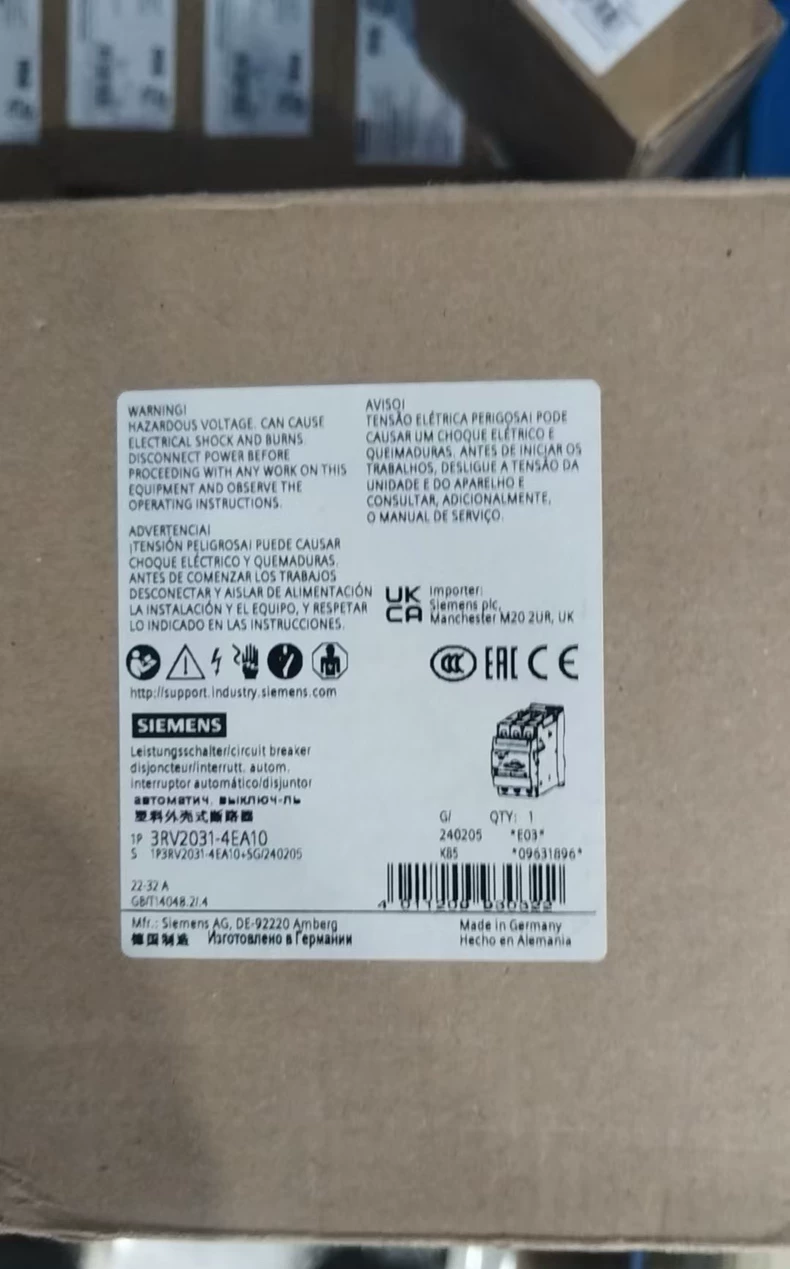 WARNING!
HAZARDOUS VOLTAGE. CAN CAUSE
ELECTRICAL SHOCK AND BURNS.
DISCONNECT POWER BEFORE
PROCEEDING WITH ANY WORK ON THIS
EQUIPMENT AND OBSERVE THE
OPERATING INSTRUCTIONS.
ADVERTENCIA!
¡TENSIÓN PELIGROSA! PUEDE CAUSAR
CHOQUE ELÉCTRICO Y QUEMADURAS.
ANTES DE COMENZAR LOS TRABAJOS
DESCONECTAR Y AISLAR DE ALIMENTACIÓN
LA INSTALACIÓN Y EL EQUIPO, Y RESPETAR
LO INDICADO EN LAS INSTRUCCIONES.
AVISO!
TENSÃO ELÉTRICA PERIGOSA! PODE
CAUSAR UM CHOQUE ELÉTRICO E
QUEIMADURAS. ANTES DE INICIAR OS
TRABALHOS, DESLIGUE A TENSÃO DA
UNIDADE E DO APARELHO E
CONSULTAR, ADICIONALMENTE,
O MANUAL DE SERVIÇO.
UK
CA
Importer:
Siemens plc,
Manchester M20 2UR, UK
CCC EAC CE
http://support.industry.siemens.com
SIEMENS
Leistungsschalter/circuit breaker
disjoncteur/interrutt. autom.
interruptor automático/disjuntor
автоматич. выключ-ль
塑料外壳式断路器
1P 3RV2031-4EA10
S 1P3RV2031-4EA10+SG/240205
G/ QTY: 1
240205 *E03*
K85 *09631896*
22-32 A
GB/T14048.2/.4
Mfr.: Siemens AG, DE-92220 Amberg
德国制造 Изготовлено в Германии
Made in Germany
Hecho en Alemania